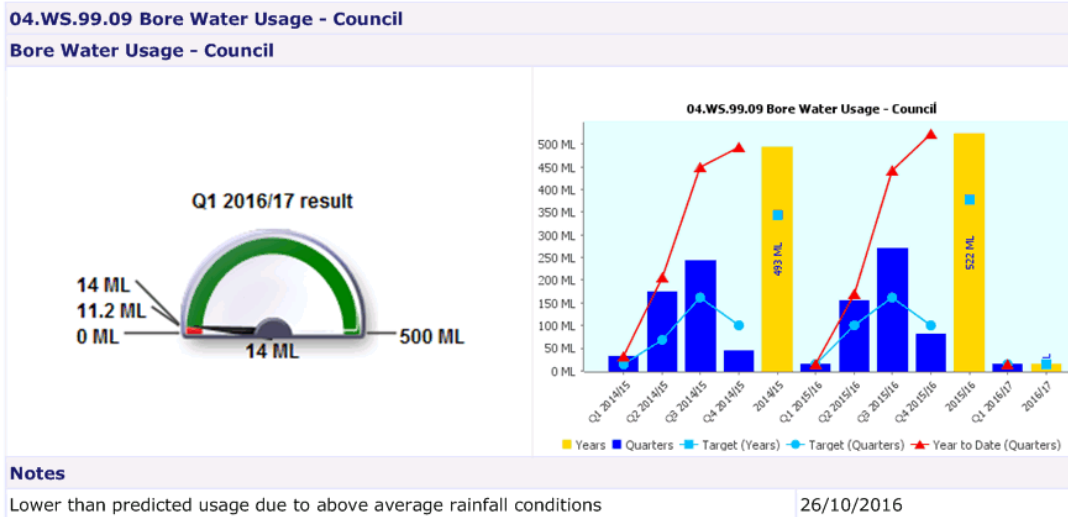 04.WS.99.09 Bore Water Usage - Council
Bore Water Usage - Council
Q1 2016/17 result
14 ML
11.2 ML
0 ML
14 ML
500 ML
04.WS.99.09 Bore Water Usage - Council
500 ML
450 ML
400 ML
350 ML
300 ML
250 ML
200 ML
150 ML
100 ML
50 ML
0 ML
493 ML
522 ML
Q1 2014/15
Q2 2014/15
Q3 2014/15
Q4 2014/15
2014/15
Q1 2015/16
Q2 2015/16
Q3 2015/16
Q4 2015/16
2015/16
Q1 2016/17
2016/17
Years Quarters Target (Years) Target (Quarters) Year to Date (Quarters)
Notes
Lower than predicted usage due to above average rainfall conditions 26/10/2016